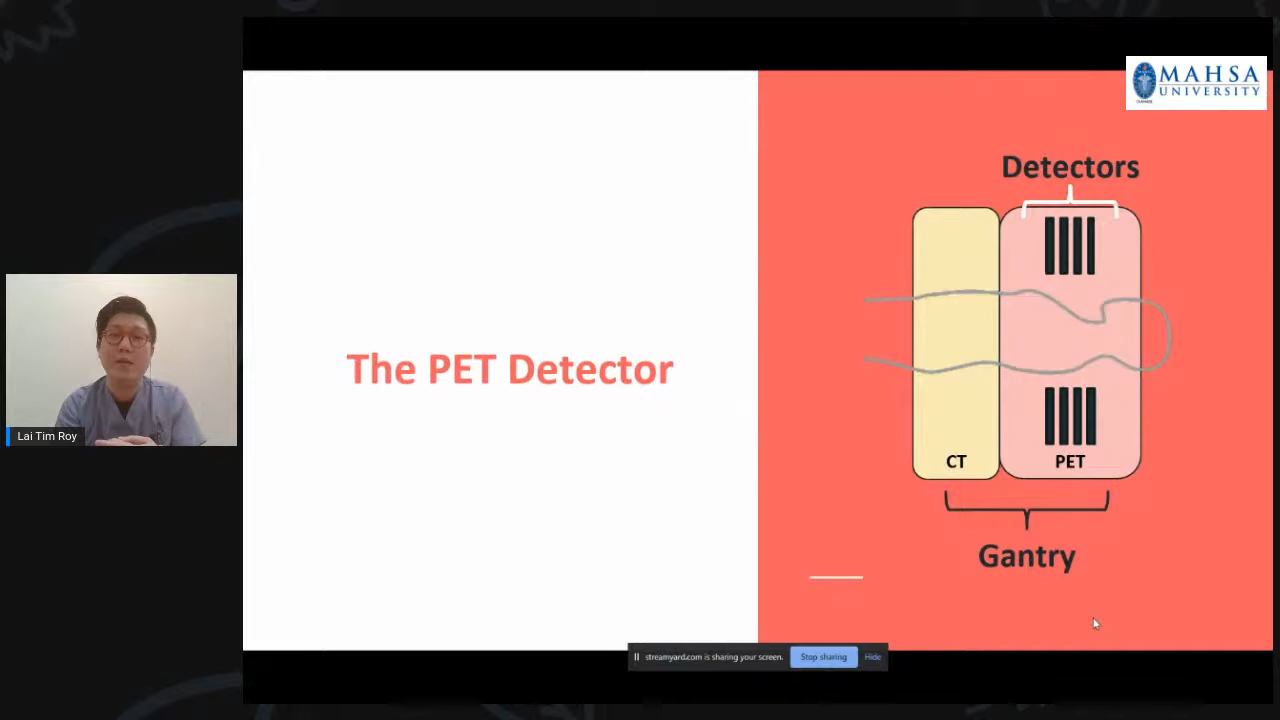 MAHSA
UNIVERSITY
Detectors
The PET Detector
Lai Tim Roy
CT
PET
Gantry
streamyard.com is sharing your screen.
Stop sharing
Hide